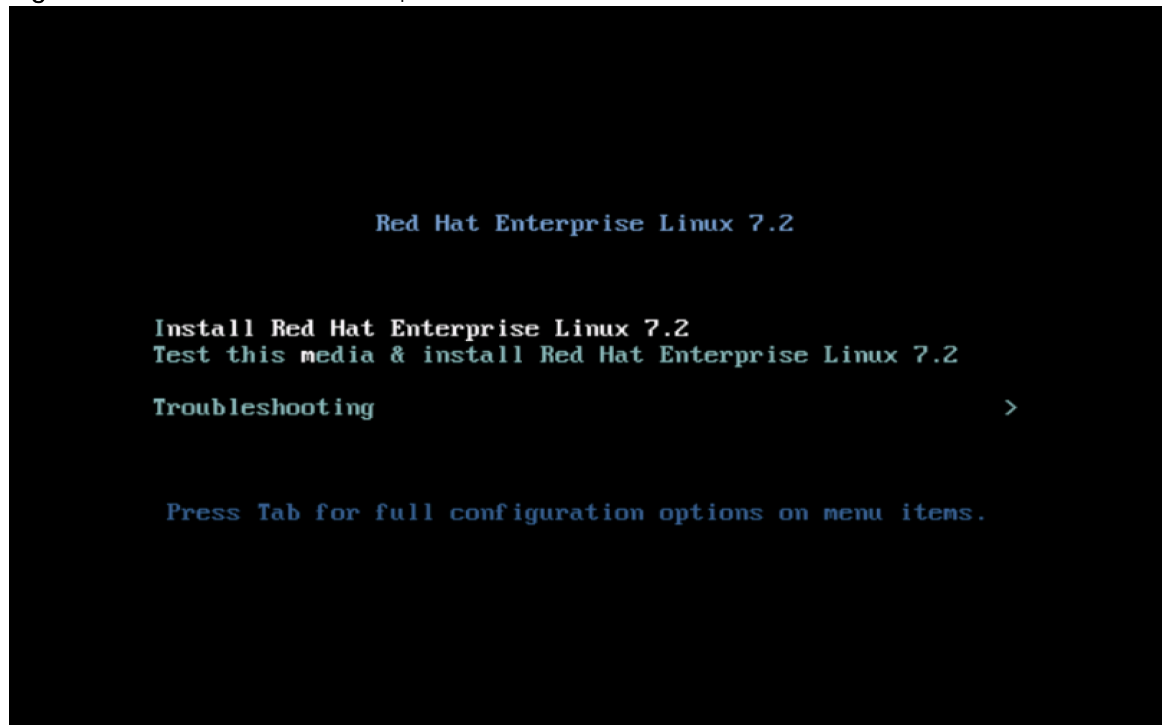 Red Hat Enterprise Linux 7.2
Install Red Hat Enterprise Linux 7.2
Test this media & install Red Hat Enterprise Linux 7.2
Troubleshooting >
Press Tab for full configuration options on menu items.